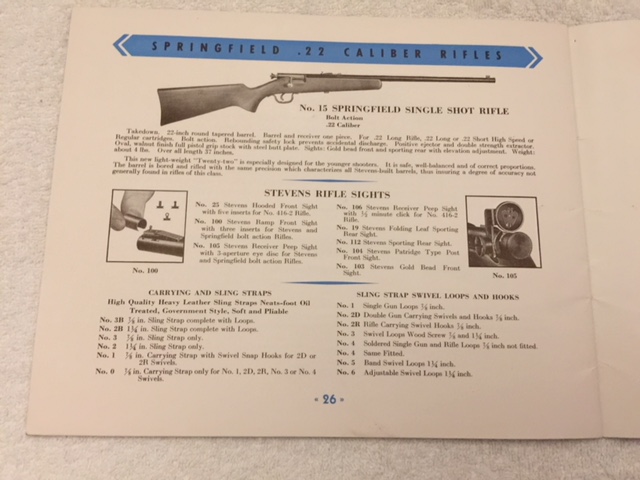 SPRINGFIELD .22 CALIBER RIFLES
No. 15 SPRINGFIELD SINGLE SHOT RIFLE
Bolt Action
.22 Caliber
Takedown. 22-inch round tapered barrel. Barrel and receiver one piece. For .22 Long Rifle, .22 Long or .22 Short High Speed or
Regular cartridges. Bolt action. Rebounding safety lock prevents accidental discharge. Positive ejector and double strength extractor.
Oval, walnut finish full pistol grip stock with steel butt plate. Sights: Gold bead front and sporting rear with elevation adjustment. Weight:
about 4 lbs. Over all length 37 inches.
This new light-weight "Twenty-two" is especially designed for the younger shooters. It is safe, well-balanced and of correct proportions.
The barrel is bored and rifled with the same precision which characterizes all Stevens-built barrels, thus insuring a degree of accuracy not
generally found in rifles of this class.
STEVENS RIFLE SIGHTS
No. 25 Stevens Hooded Front Sight
with five inserts for No. 416-2 Rifle.
No. 100 Stevens Ramp Front Sight
with three inserts for Stevens and
Springfield bolt action Rifles.
No. 105 Stevens Receiver Peep Sight
with 3-aperture eye disc for Stevens
and Springfield bolt action Rifles.
No. 106 Stevens Receiver Peep Sight
with ½ minute click for No. 416-2
Rifle.
No. 19 Stevens Folding Leaf Sporting
Rear Sight.
No. 112 Stevens Sporting Rear Sight.
No. 104 Stevens Patridge Type Post
Front Sight.
No. 103 Stevens Gold Bead Front
Sight.
No. 100
No. 105
CARRYING AND SLING STRAPS
High Quality Heavy Leather Sling Straps Neats-foot Oil
Treated, Government Style, Soft and Pliable
No. 3B ⅞ in. Sling Strap complete with Loops.
No. 2B 1¼ in. Sling Strap complete with Loops.
No. 3 ⅞ in. Sling Strap only.
No. 2 1¼ in. Sling Strap only.
No. 1 ⅞ in. Carrying Strap with Swivel Snap Hooks for 2D or
2R Swivels.
No. 0 ⅞ in. Carrying Strap only for No. 1, 2D, 2R, No. 3 or No. 4
Swivels.
SLING STRAP SWIVEL LOOPS AND HOOKS
No. 1 Single Gun Loops ⅞ inch.
No. 2D Double Gun Carrying Swivels and Hooks ⅞ inch.
No. 2R Rifle Carrying Swivel Hooks ⅞ inch.
No. 3 Swivel Loops Wood Screw ⅞ and 1¼ inch.
No. 4 Soldered Single Gun and Rifle Loops ⅞ inch not fitted.
No. 4 Same Fitted.
No. 5 Band Swivel Loops 1¼ inch.
No. 6 Adjustable Swivel Loops 1¼ inch.
26